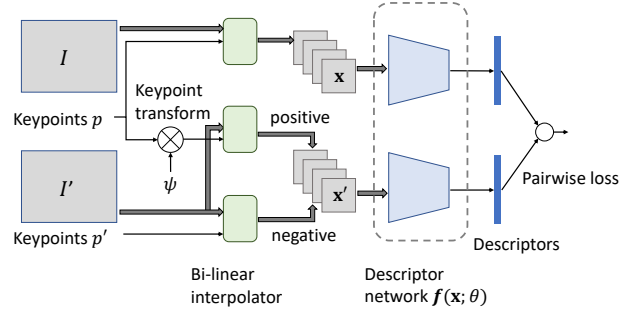 I
x
Keypoint
transform
Keypoints p
positive
ψ
I'
x'
Pairwise loss
Keypoints p'
negative
Descriptors
Bi-linear
interpolator
Descriptor
network f(x; θ)